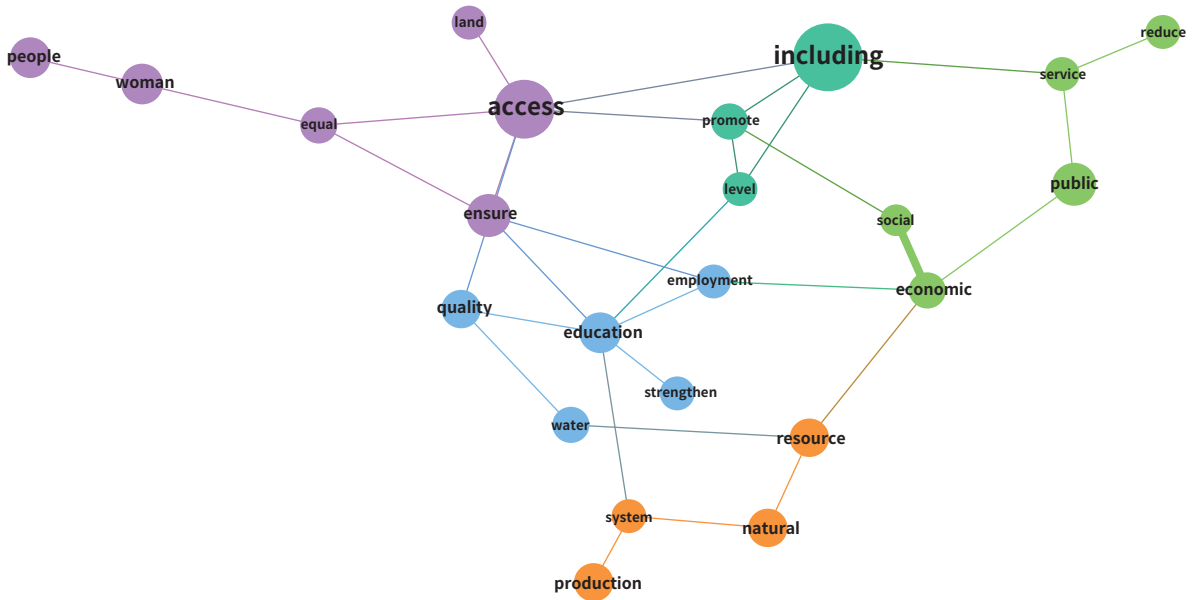 land
including
reduce
people
woman
service
access
promote
equal
public
level
ensure
social
employment
economic
quality
education
strengthen
water
resource
system
natural
production